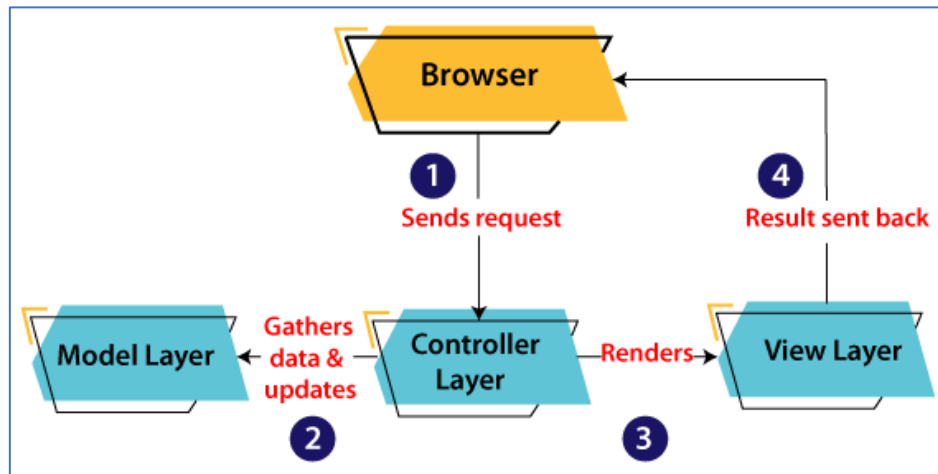 Browser
1
Sends request
4
Result sent back
Model Layer
Gathers
data &
updates
2
Controller
Layer
Renders
3
View Layer